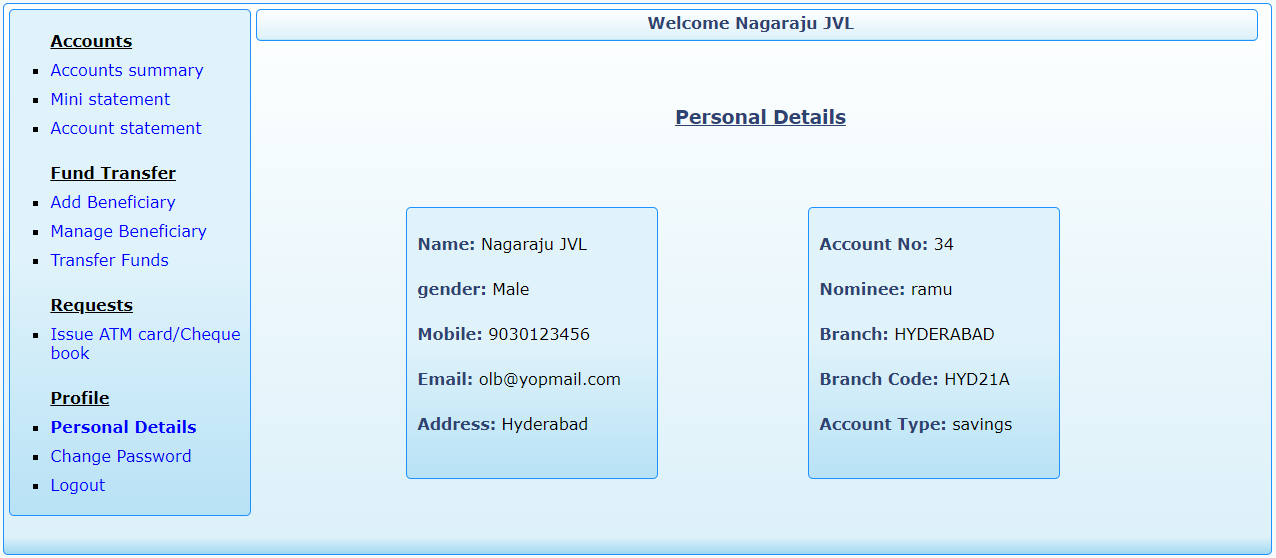 Accounts
Accounts summary
Mini statement
Account statement
Fund Transfer
Add Beneficiary
Manage Beneficiary
Transfer Funds
Requests
Issue ATM card/Cheque
book
Profile
Personal Details
Change Password
Logout
Welcome Nagaraju JVL
Personal Details
Name: Nagaraju JVL
gender: Male
Mobile: 9030123456
Email: olb@yopmail.com
Address: Hyderabad
Account No: 34
Nominee: ramu
Branch: HYDERABAD
Branch Code: HYD21A
Account Type: savings